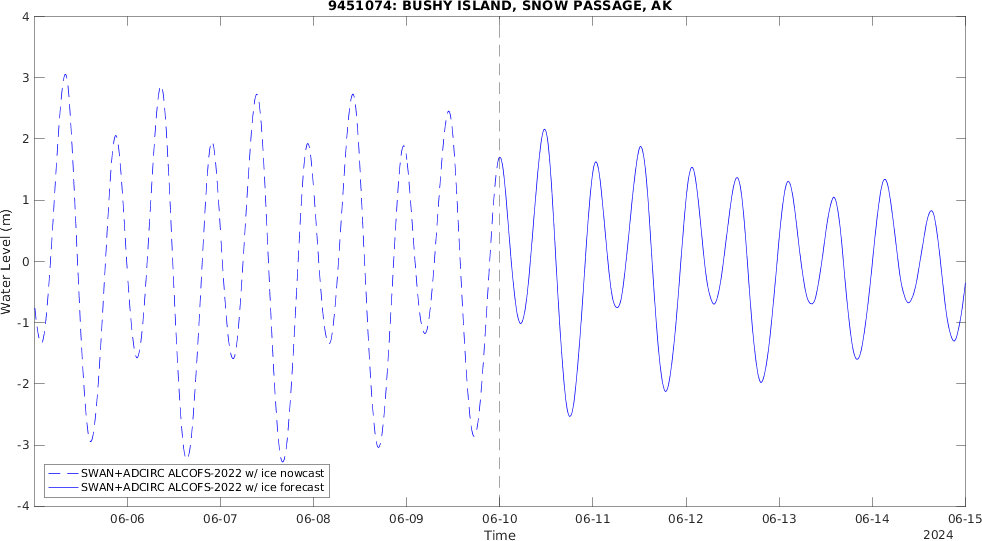 9451074: BUSHY ISLAND, SNOW PASSAGE, AK
4
3
2
1
0
-1
-2
-3
-4
Water Level (m)
SWAN+ADCIRC ALCOFS-2022 w/ ice nowcast
SWAN+ADCIRC ALCOFS-2022 w/ ice forecast
06-06 06-07 06-08 06-09 06-10 06-11 06-12 06-13 06-14 06-15
Time
2024